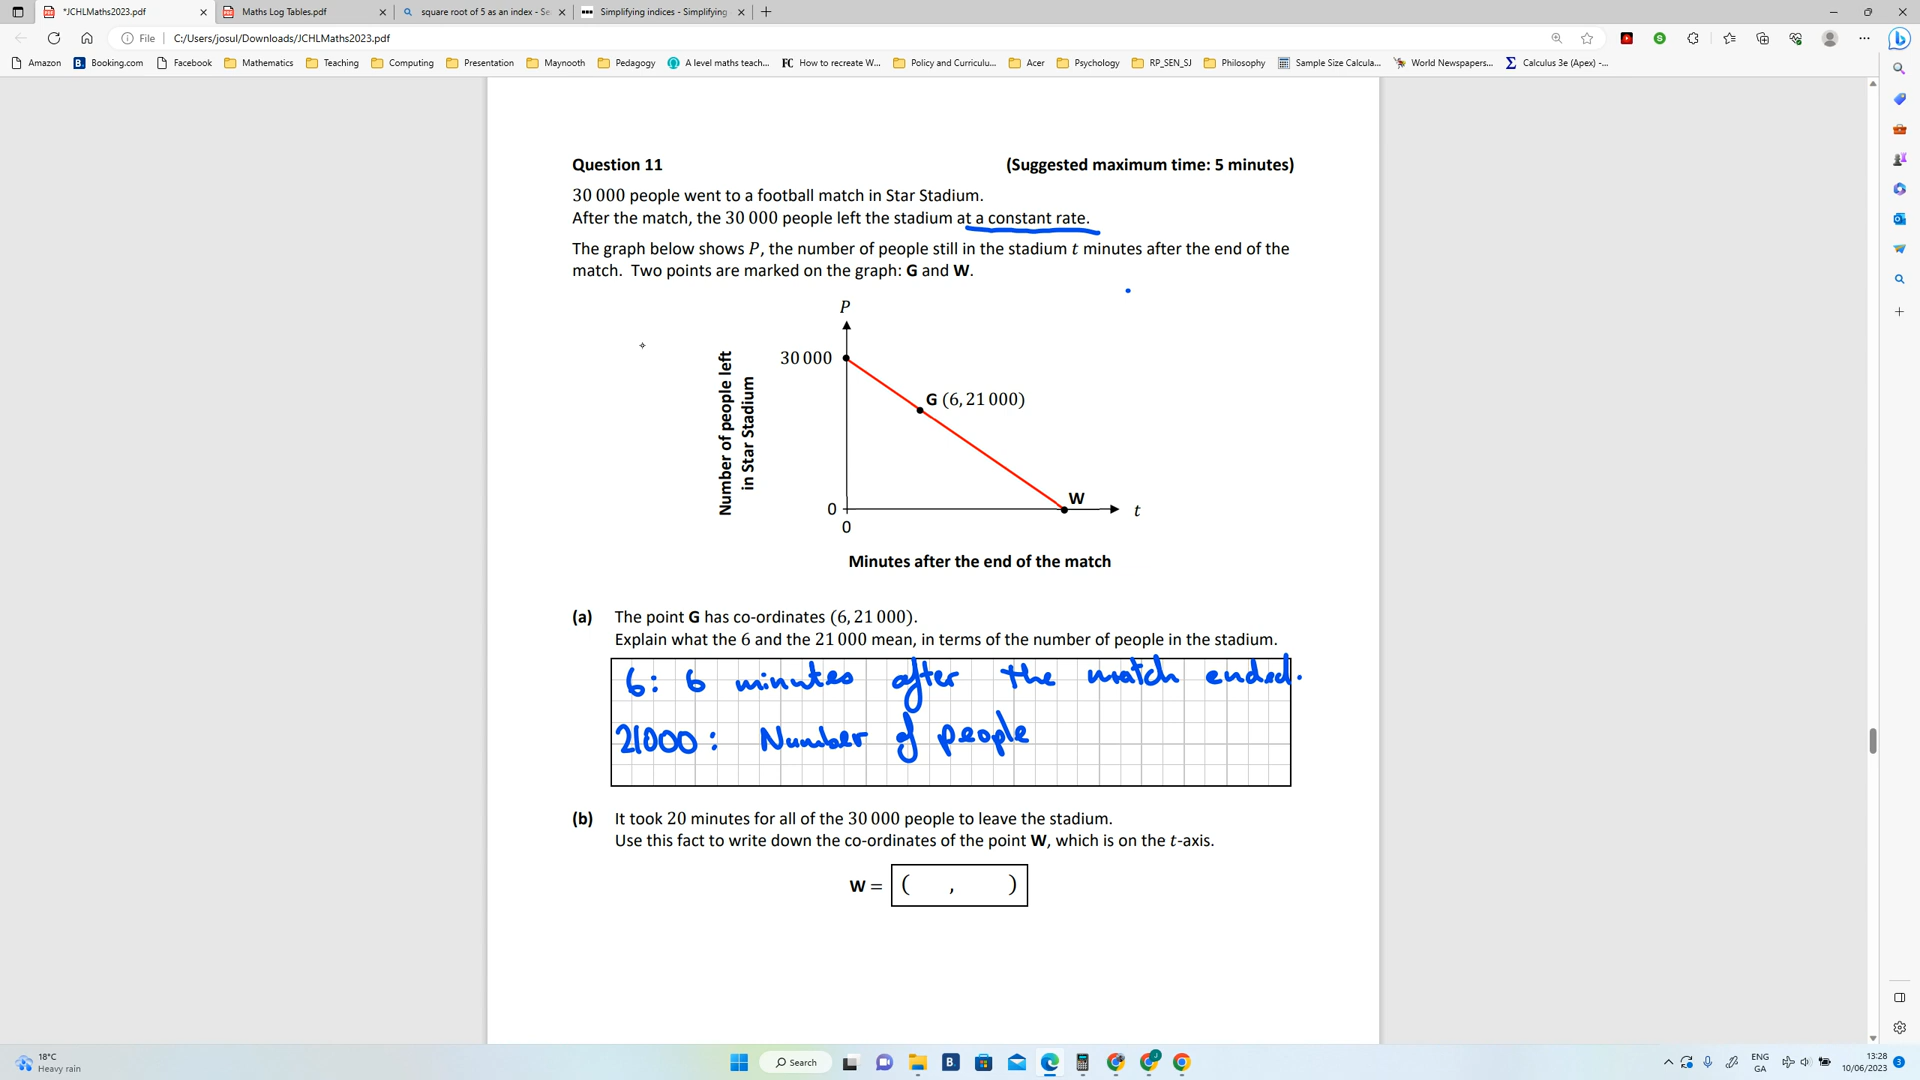 *JCHLMaths2023.pdf
Maths Log Tables.pdf
square root of 5 as an index - Se
Simplifying indices - Simplifying
File
C:/Users/josul/Downloads/JCHLMaths2023.pdf
Amazon
Booking.com
Facebook
Mathematics
Teaching
Computing
Presentation
Maynooth
Pedagogy
A level maths teach...
How to recreate W...
Policy and Curriculu...
Acer
Psychology
RP_SEN_SJ
Philosophy
Sample Size Calcula...
World Newspapers...
Calculus 3e (Apex) -...
Question 11
(Suggested maximum time: 5 minutes)
30 000 people went to a football match in Star Stadium.
After the match, the 30 000 people left the stadium at a constant rate.
The graph below shows P, the number of people still in the stadium t minutes after the end of the
match. Two points are marked on the graph: G and W.
P
30 000
G (6, 21 000)
Number of people left
in Star Stadium
W
0
t
0
Minutes after the end of the match
(a) The point G has co-ordinates (6, 21 000).
Explain what the 6 and the 21 000 mean, in terms of the number of people in the stadium.
6: 6 minutes after the match ended.
21000: Number of people
(b) It took 20 minutes for all of the 30 000 people to leave the stadium.
Use this fact to write down the co-ordinates of the point W, which is on the t-axis.
W = ( , )
18°C
Heavy rain
Search
ENG
GA
13:28
10/06/2023
3